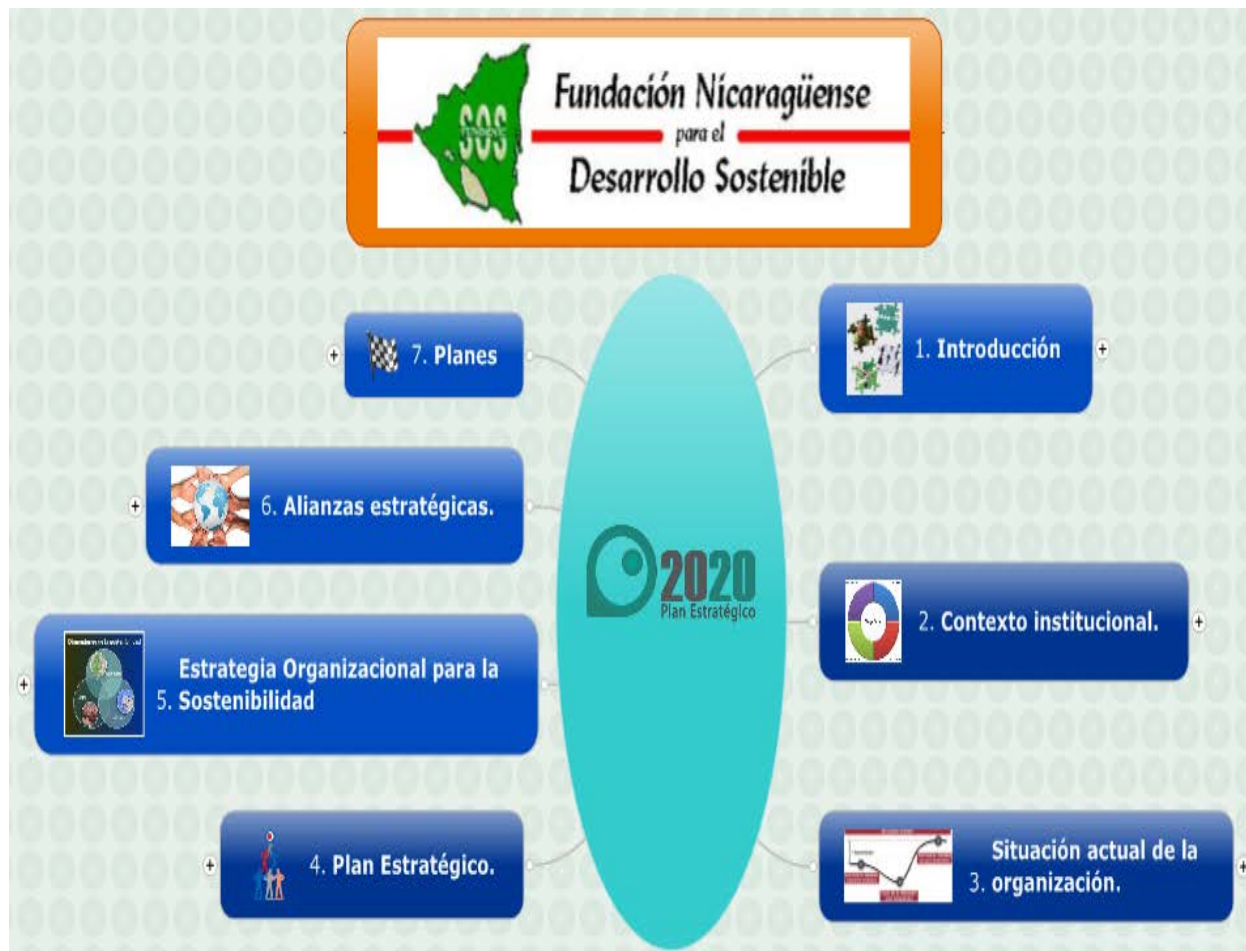 Fundación Nicaragüense
para el
Desarrollo Sostenible
SOS
1. Introducción
2. Contexto institucional.
Situación actual de la
3. organización.
4. Plan Estratégico.
Estrategia Organizacional para la
5. Sostenibilidad
6. Alianzas estratégicas.
7. Planes
2020
Plan Estratégico